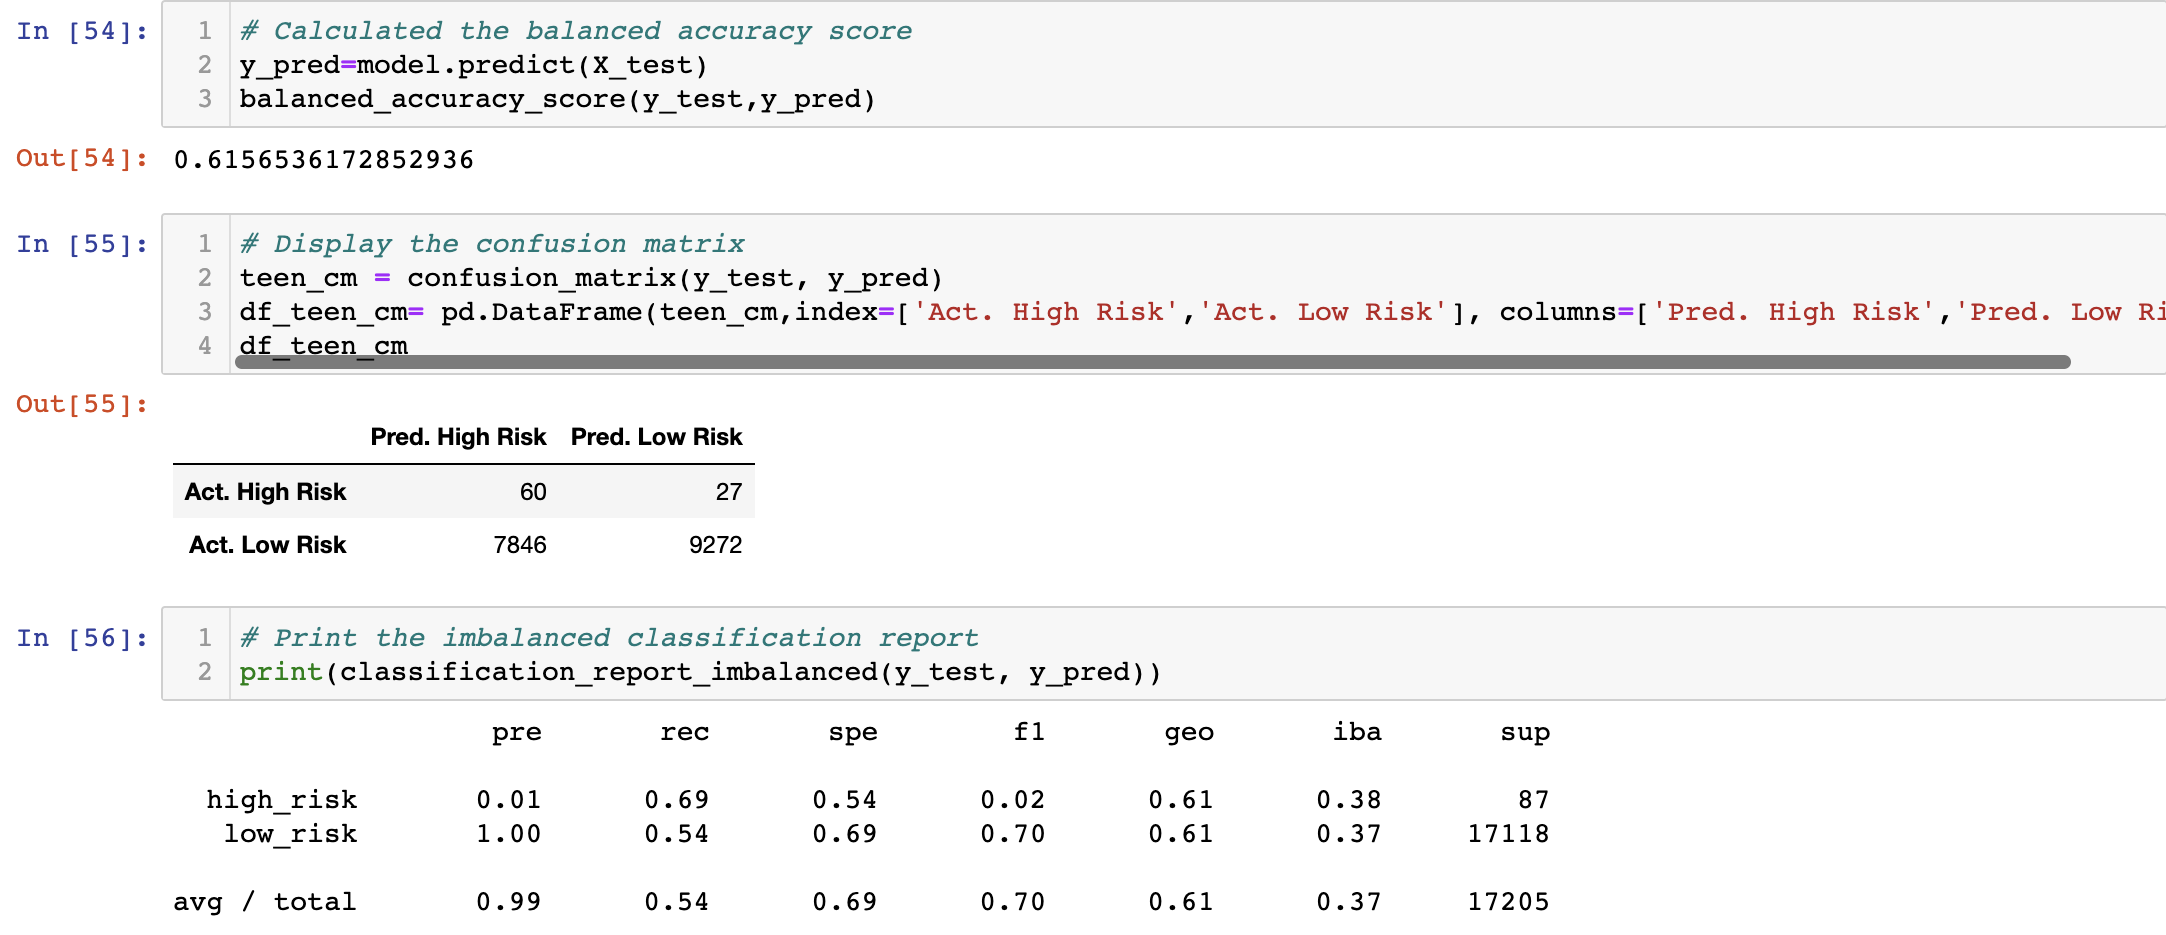 In [54]:
1 # Calculated the balanced accuracy score
2 y_pred=model.predict(X_test)
3 balanced_accuracy_score(y_test,y_pred)
Out[54]: 0.6156536172852936
In [55]:
1 # Display the confusion matrix
2 teen_cm = confusion_matrix(y_test, y_pred)
3 df_teen_cm= pd.DataFrame(teen_cm,index=['Act. High Risk','Act. Low Risk'], columns=['Pred. High Risk','Pred. Low Ri
4 df_teen_cm
Out[55]:
Pred. High Risk Pred. Low Risk
Act. High Risk 60 27
Act. Low Risk 7846 9272
In [56]:
1 # Print the imbalanced classification report
2 print(classification_report_imbalanced(y_test, y_pred))
pre rec spe f1 geo iba sup
high_risk 0.01 0.69 0.54 0.02 0.61 0.38 87
low_risk 1.00 0.54 0.69 0.70 0.61 0.37 17118
avg / total 0.99 0.54 0.69 0.70 0.61 0.37 17205